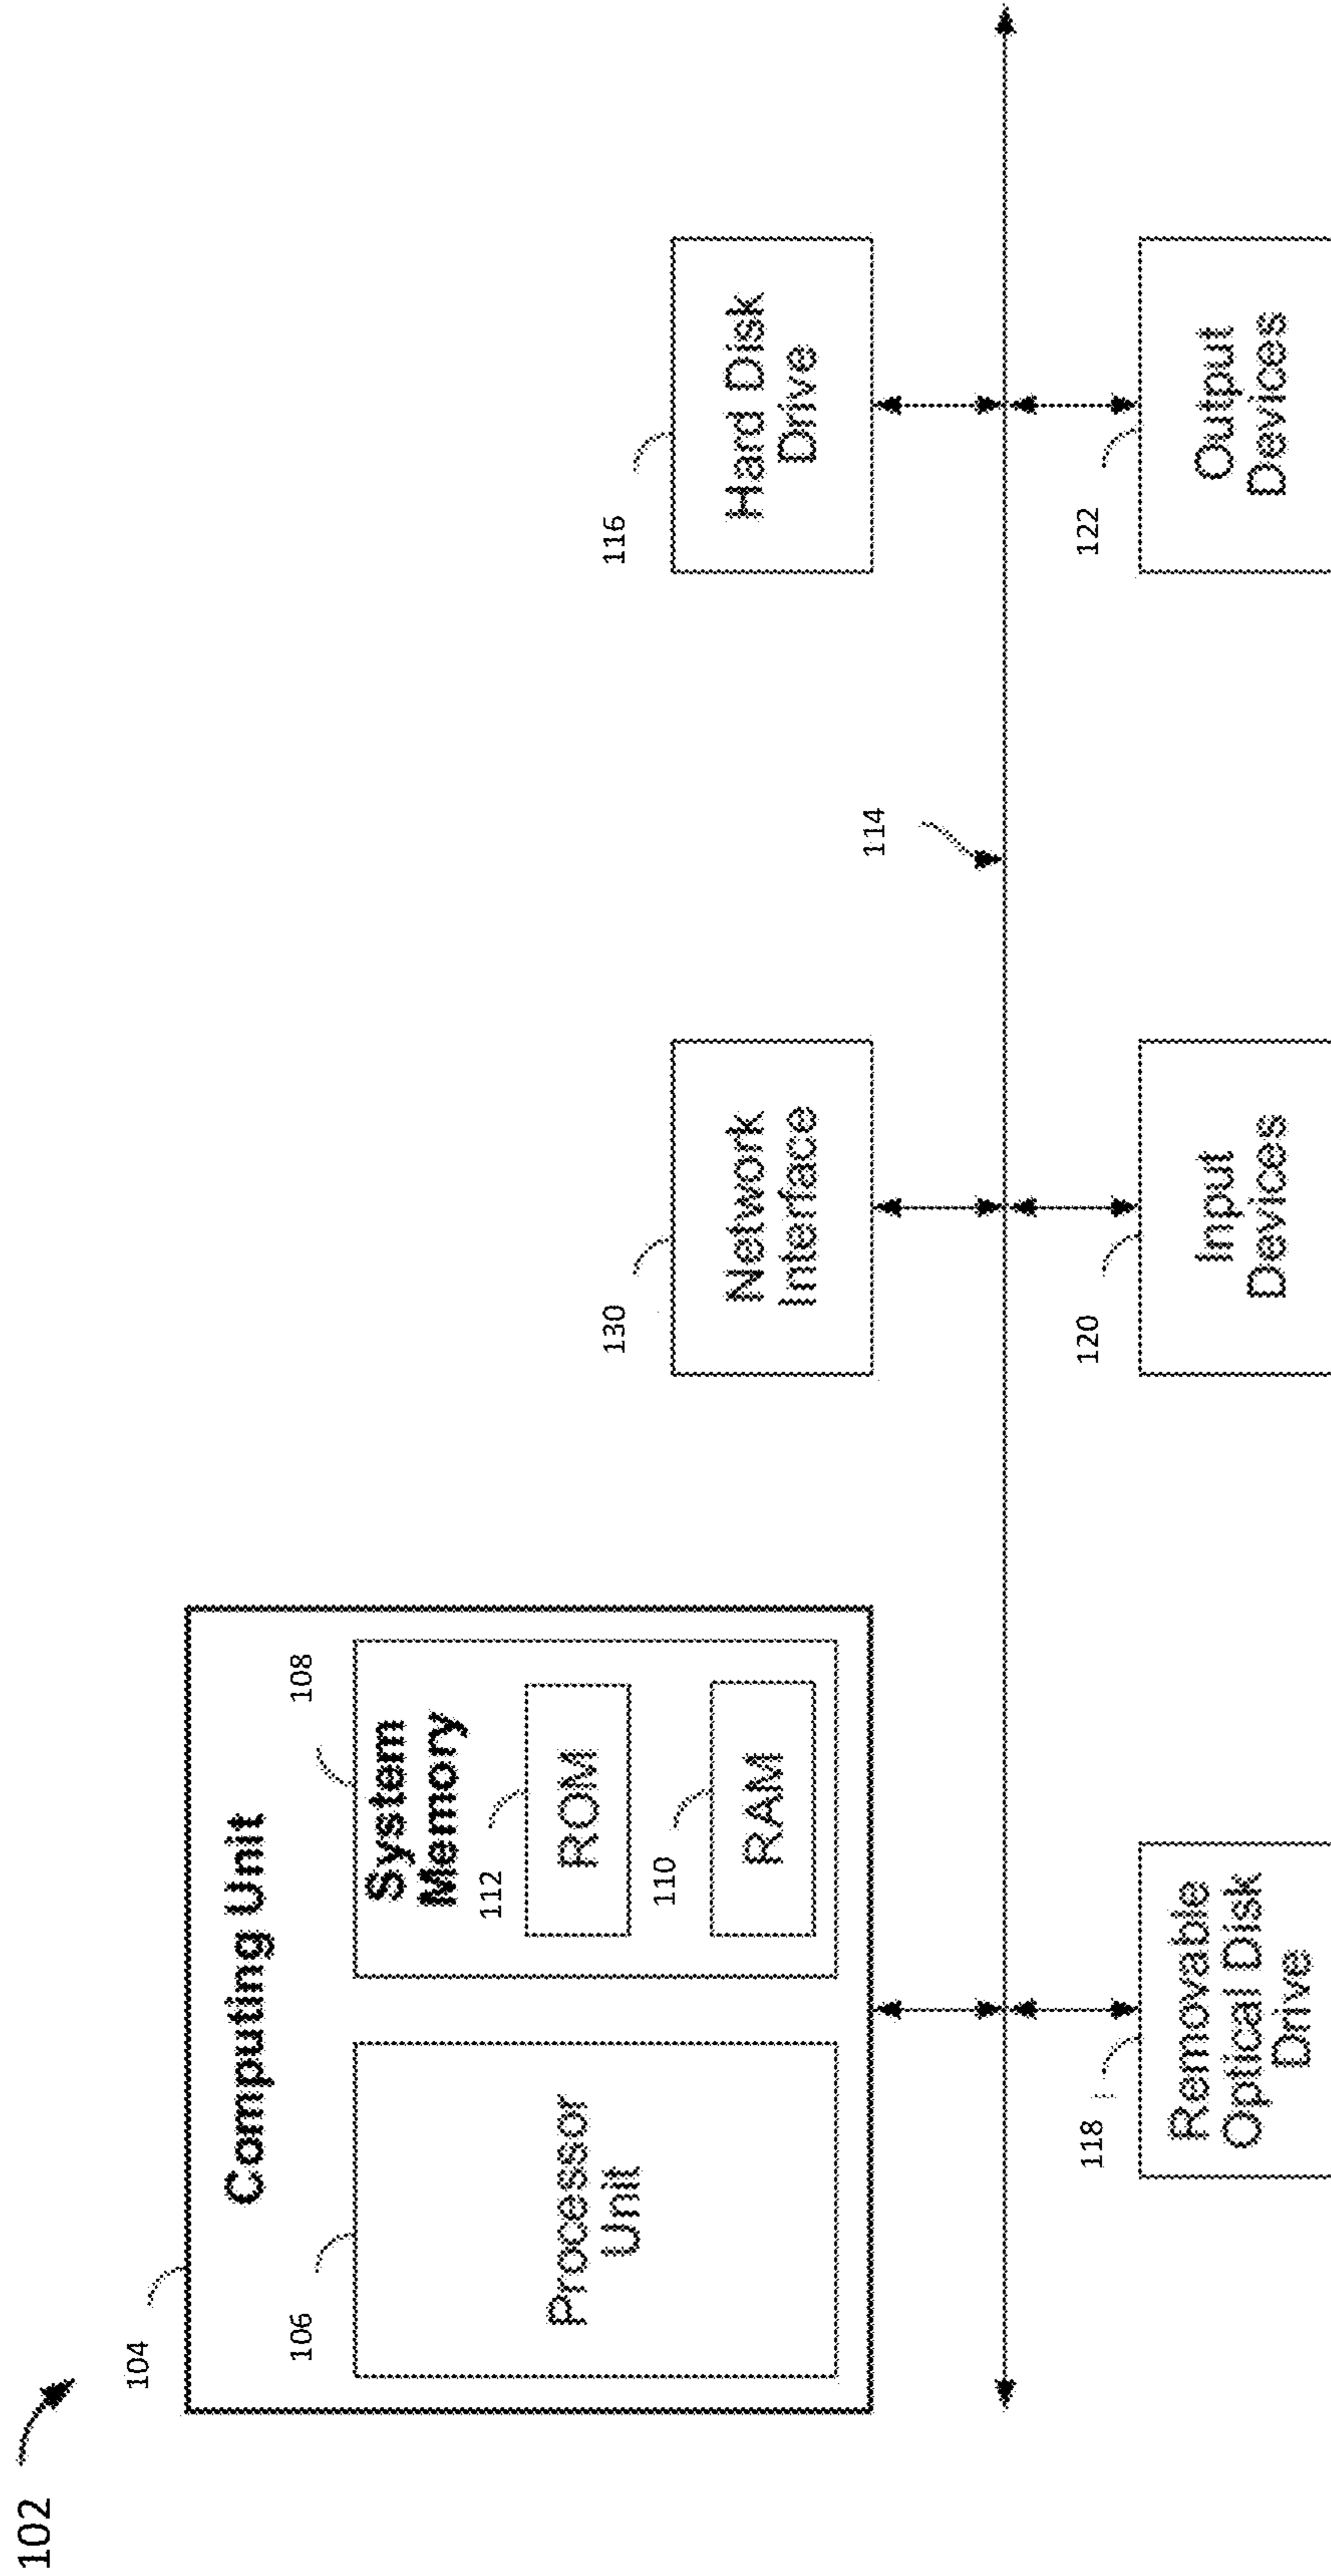 102
104
Computing Unit
106
Processor
Unit
108
System
Memory
112
ROM
110
RAM
130
Network
Interface
116
Hard Disk
Drive
114
118
Removable
Optical Disk
Drive
120
Input
Devices
122
Output
Devices